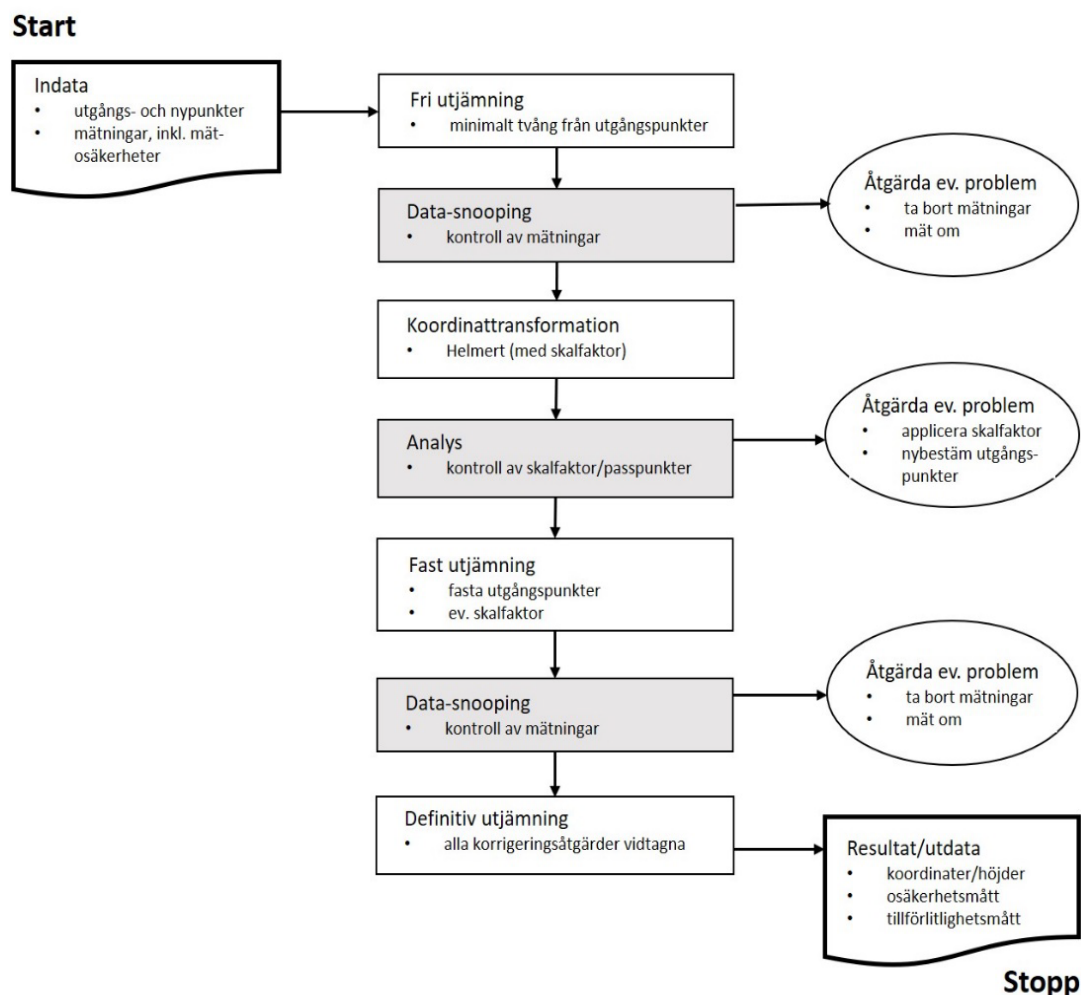 Start
Indata
• utgångs- och nypunkter
• mätningar, inkl. mät-
osäkerheter
Fri utjämning
• minimalt tvång från utgångspunkter
Data-snooping
• kontroll av mätningar
Åtgärda ev. problem
• ta bort mätningar
• mät om
Koordinattransformation
• Helmert (med skalfaktor)
Analys
• kontroll av skalfaktor/passpunkter
Åtgärda ev. problem
• applicera skalfaktor
• nybestäm utgångs-
punkter
Fast utjämning
• fasta utgångspunkter
• ev. skalfaktor
Data-snooping
• kontroll av mätningar
Åtgärda ev. problem
• ta bort mätningar
• mät om
Definitiv utjämning
• alla korrigeringsåtgärder vidtagna
Resultat/utdata
• koordinater/höjder
• osäkerhetsmått
• tillförlitlighetsmått
Stopp